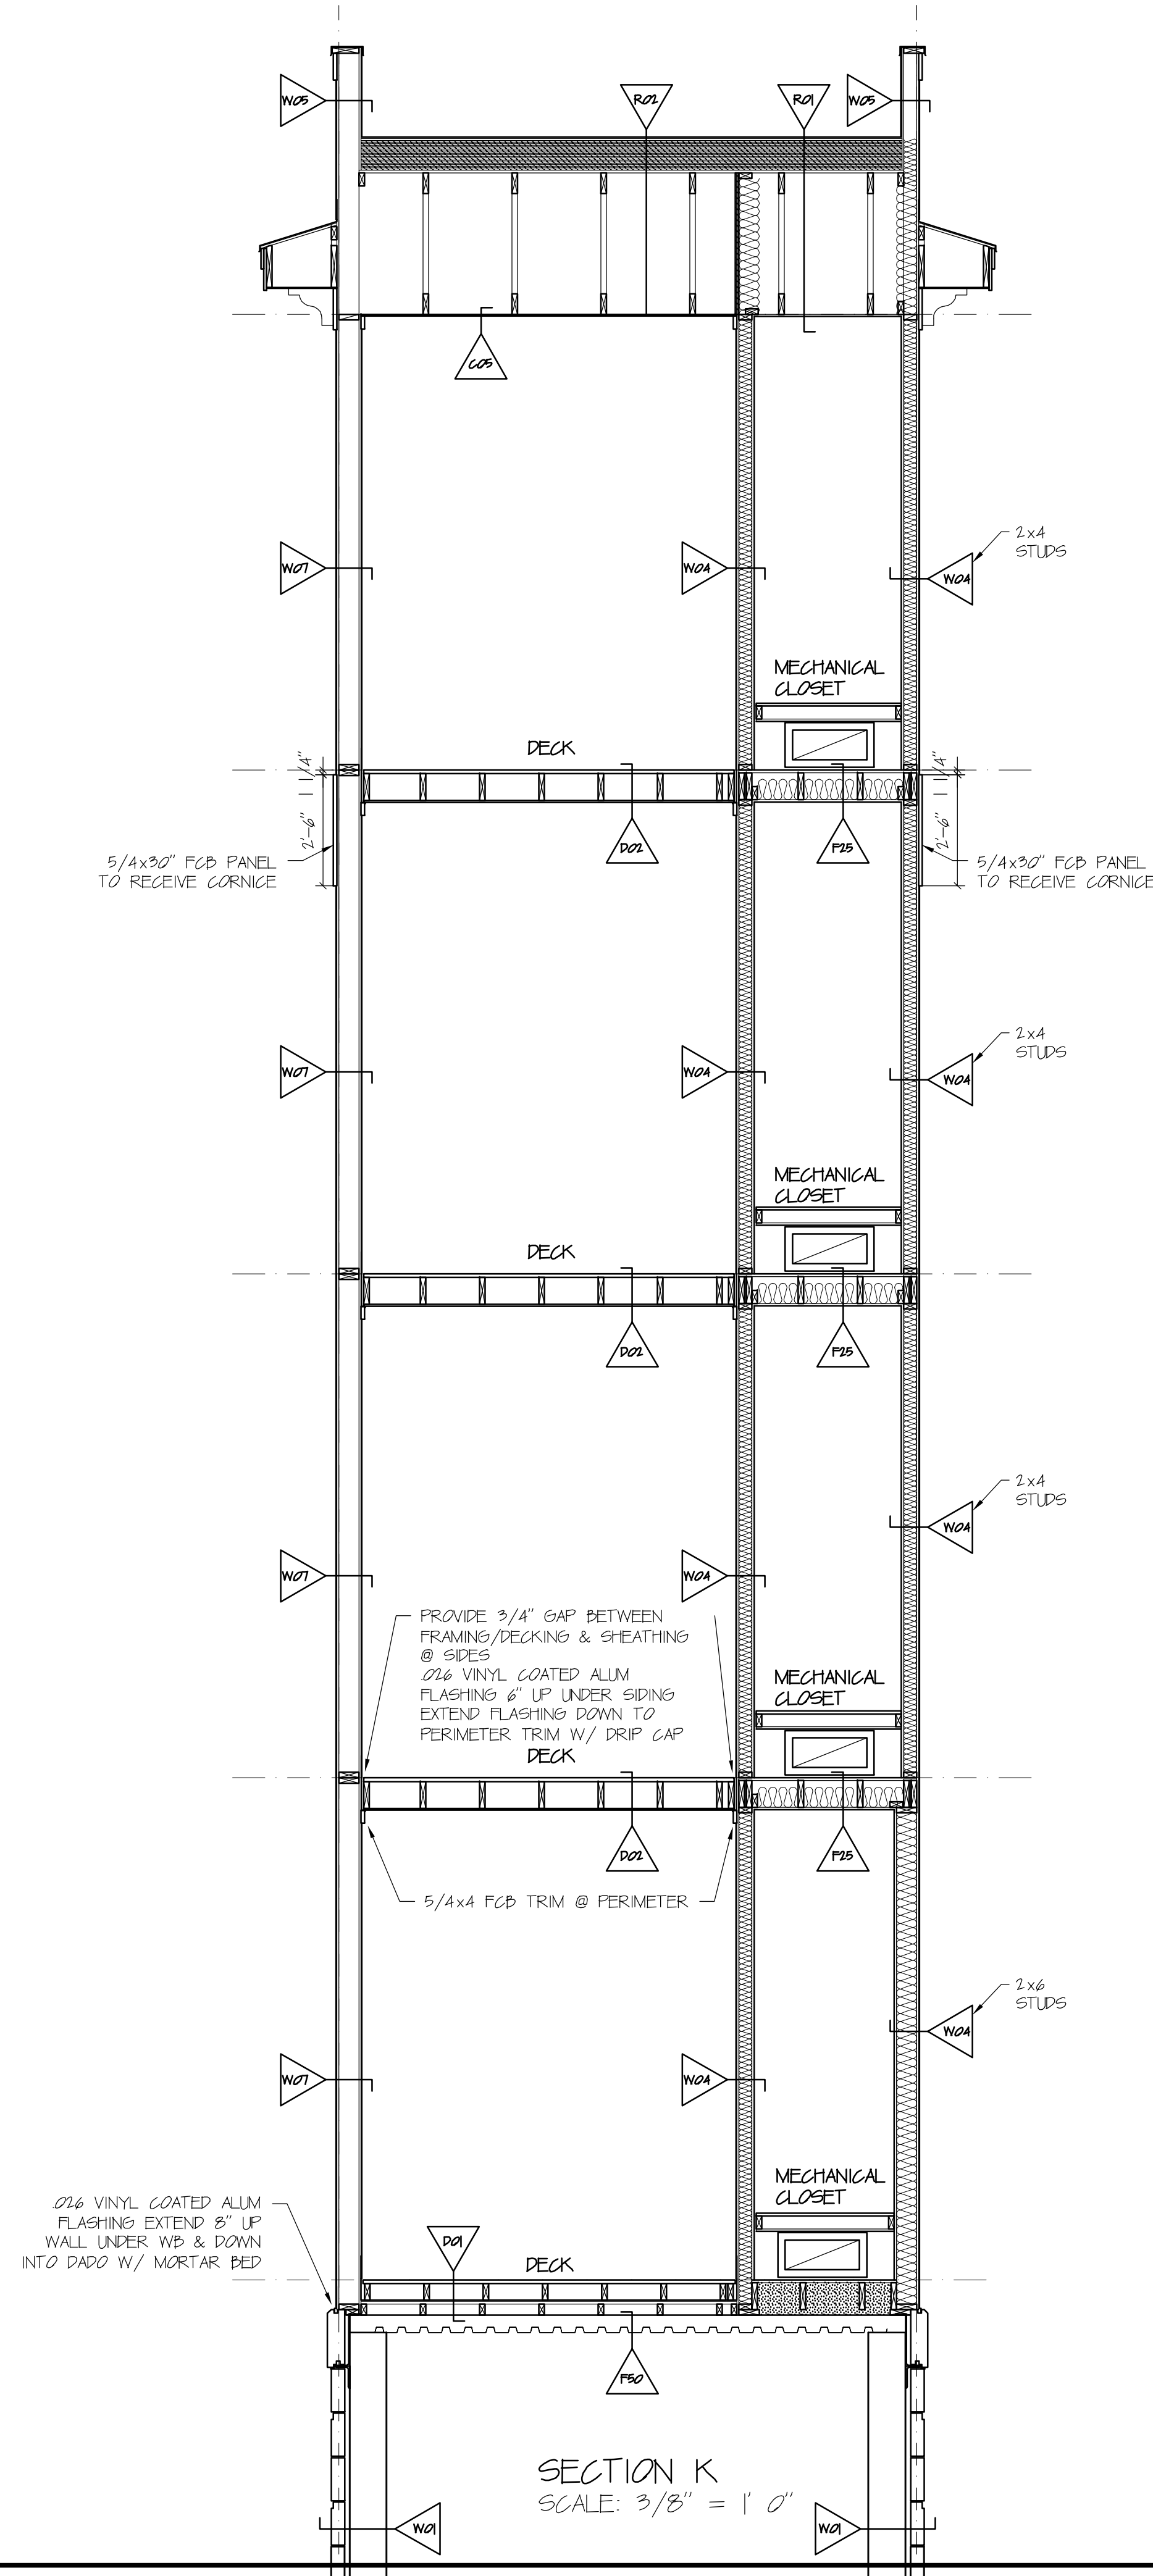 W05
R02
R01
W05
C05
2x4
STUDS
W07
W04
W04
MECHANICAL
CLOSET
DECK
1 1/4"
2'-6"
1 1/4"
2'-6"
5/4x30" FCB PANEL
TO RECEIVE CORNICE
D02
F25
5/4x30" FCB PANEL
TO RECEIVE CORNICE
2x4
STUDS
W07
W04
W04
MECHANICAL
CLOSET
DECK
D02
F25
2x4
STUDS
W04
W07
W04
PROVIDE 3/4" GAP BETWEEN
FRAMING/DECKING & SHEATHING
@ SIDES
.026 VINYL COATED ALUM
FLASHING 6" UP UNDER SIDING
EXTEND FLASHING DOWN TO
PERIMETER TRIM W/ DRIP CAP
MECHANICAL
CLOSET
DECK
D02
F25
5/4x4 FCB TRIM @ PERIMETER
2x6
STUDS
W04
W07
W04
MECHANICAL
CLOSET
.026 VINYL COATED ALUM
FLASHING EXTEND 8" UP
WALL UNDER WB & DOWN
INTO DADO W/ MORTAR BED
D01
DECK
F50
SECTION K
SCALE: 3/8" = 1' 0"
W01
W01